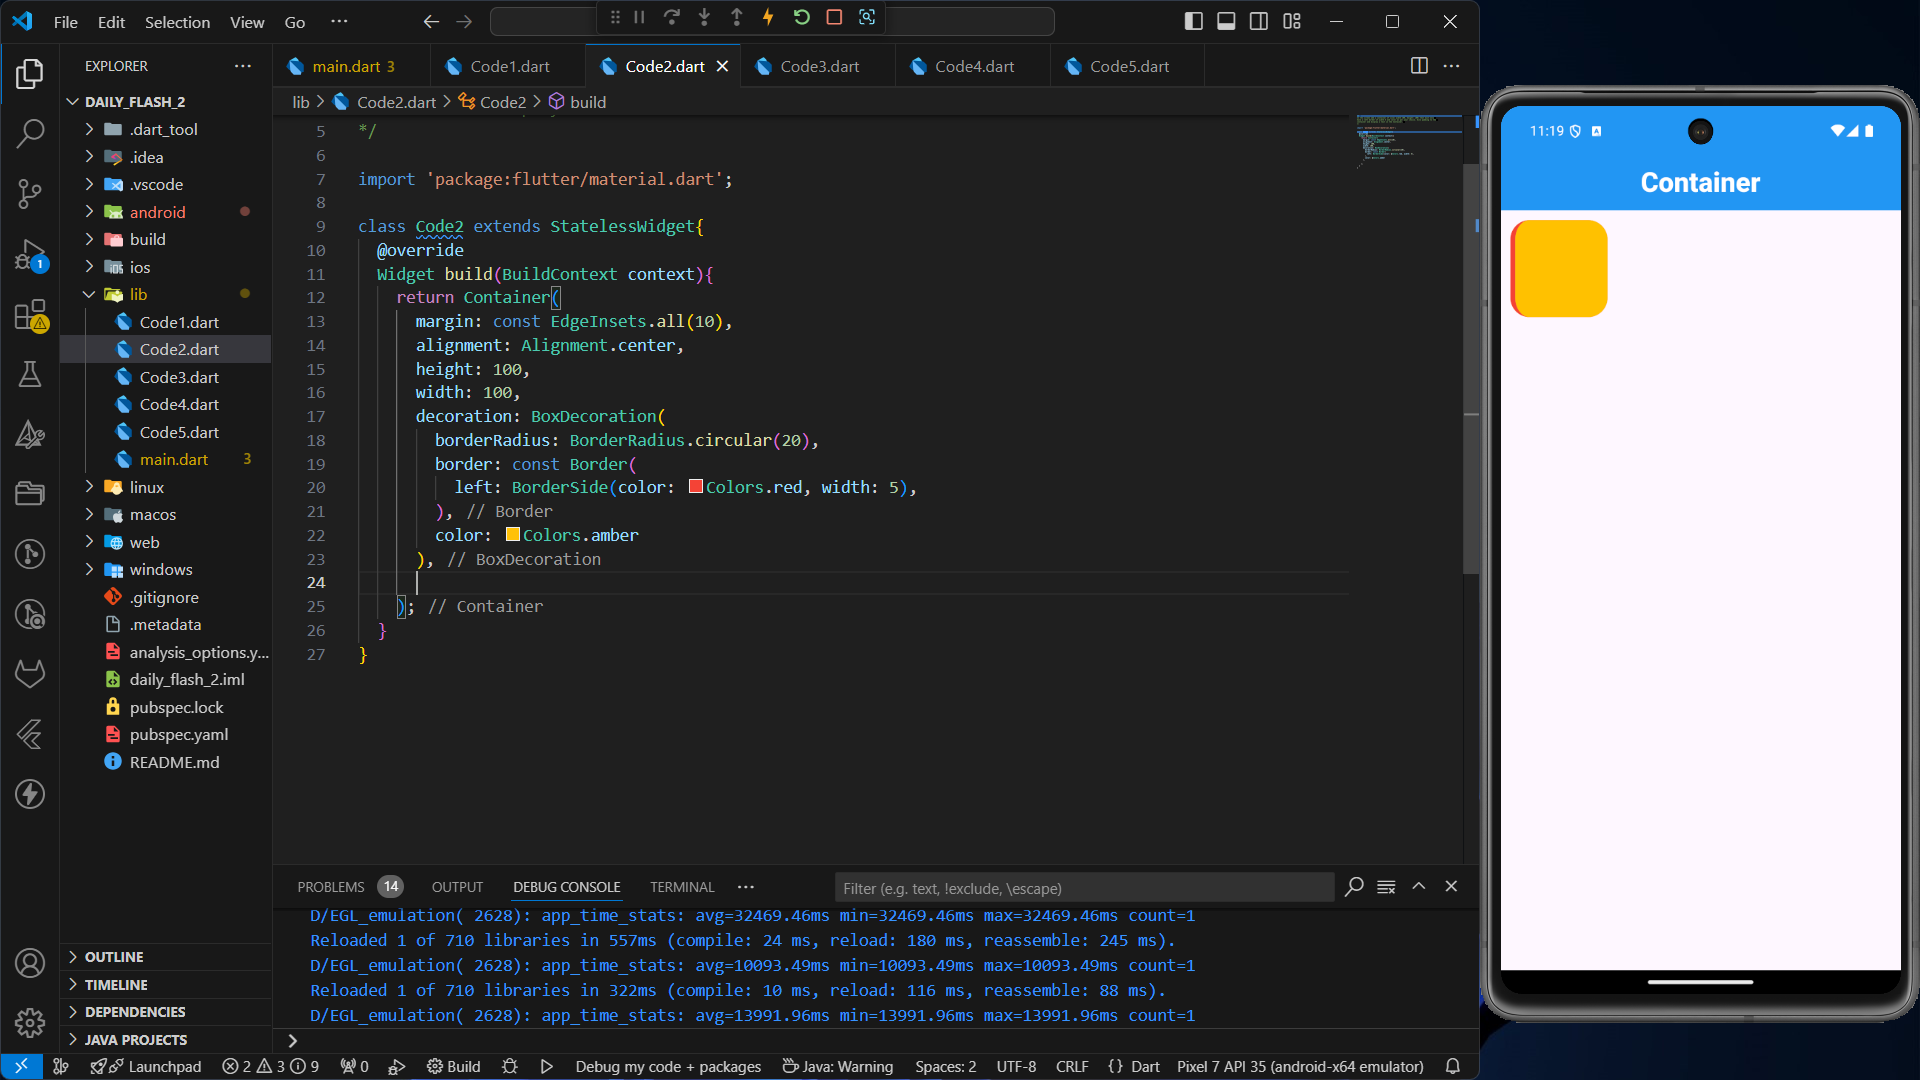 File Edit Selection View Go ···
EXPLORER ···
main.dart 3 Code1.dart Code2.dart Code3.dart Code4.dart Code5.dart ···
DAILY_FLASH_2
.dart_tool
.idea
.vscode
android
build
ios
lib
Code1.dart
Code2.dart
Code3.dart
Code4.dart
Code5.dart
main.dart 3
linux
macos
web
windows
.gitignore
.metadata
analysis_options.y...
daily_flash_2.iml
pubspec.lock
pubspec.yaml
README.md
OUTLINE
TIMELINE
DEPENDENCIES
JAVA PROJECTS
1
lib > Code2.dart > Code2 > build
5 */
6
7 import 'package:flutter/material.dart';
8
9 class Code2 extends StatelessWidget{
10 @override
11 Widget build(BuildContext context){
12 return Container(
13 margin: const EdgeInsets.all(10),
14 alignment: Alignment.center,
15 height: 100,
16 width: 100,
17 decoration: BoxDecoration(
18 borderRadius: BorderRadius.circular(20),
19 border: const Border(
20 left: BorderSide(color: Colors.red, width: 5),
21 ), // Border
22 color: Colors.amber
23 ), // BoxDecoration
24
25 ); // Container
26 }
27 }
PROBLEMS 14 OUTPUT DEBUG CONSOLE TERMINAL ··· Filter (e.g. text, !exclude, \escape)
D/EGL_emulation( 2628): app_time_stats: avg=32469.46ms min=32469.46ms max=32469.46ms count=1
Reloaded 1 of 710 libraries in 557ms (compile: 24 ms, reload: 180 ms, reassemble: 245 ms).
D/EGL_emulation( 2628): app_time_stats: avg=10093.49ms min=10093.49ms max=10093.49ms count=1
Reloaded 1 of 710 libraries in 322ms (compile: 10 ms, reload: 116 ms, reassemble: 88 ms).
D/EGL_emulation( 2628): app_time_stats: avg=13991.96ms min=13991.96ms max=13991.96ms count=1
>
Launchpad 2 3 9 0 Build Debug my code + packages Java: Warning Spaces: 2 UTF-8 CRLF {} Dart Pixel 7 API 35 (android-x64 emulator)
11:19 A
Container